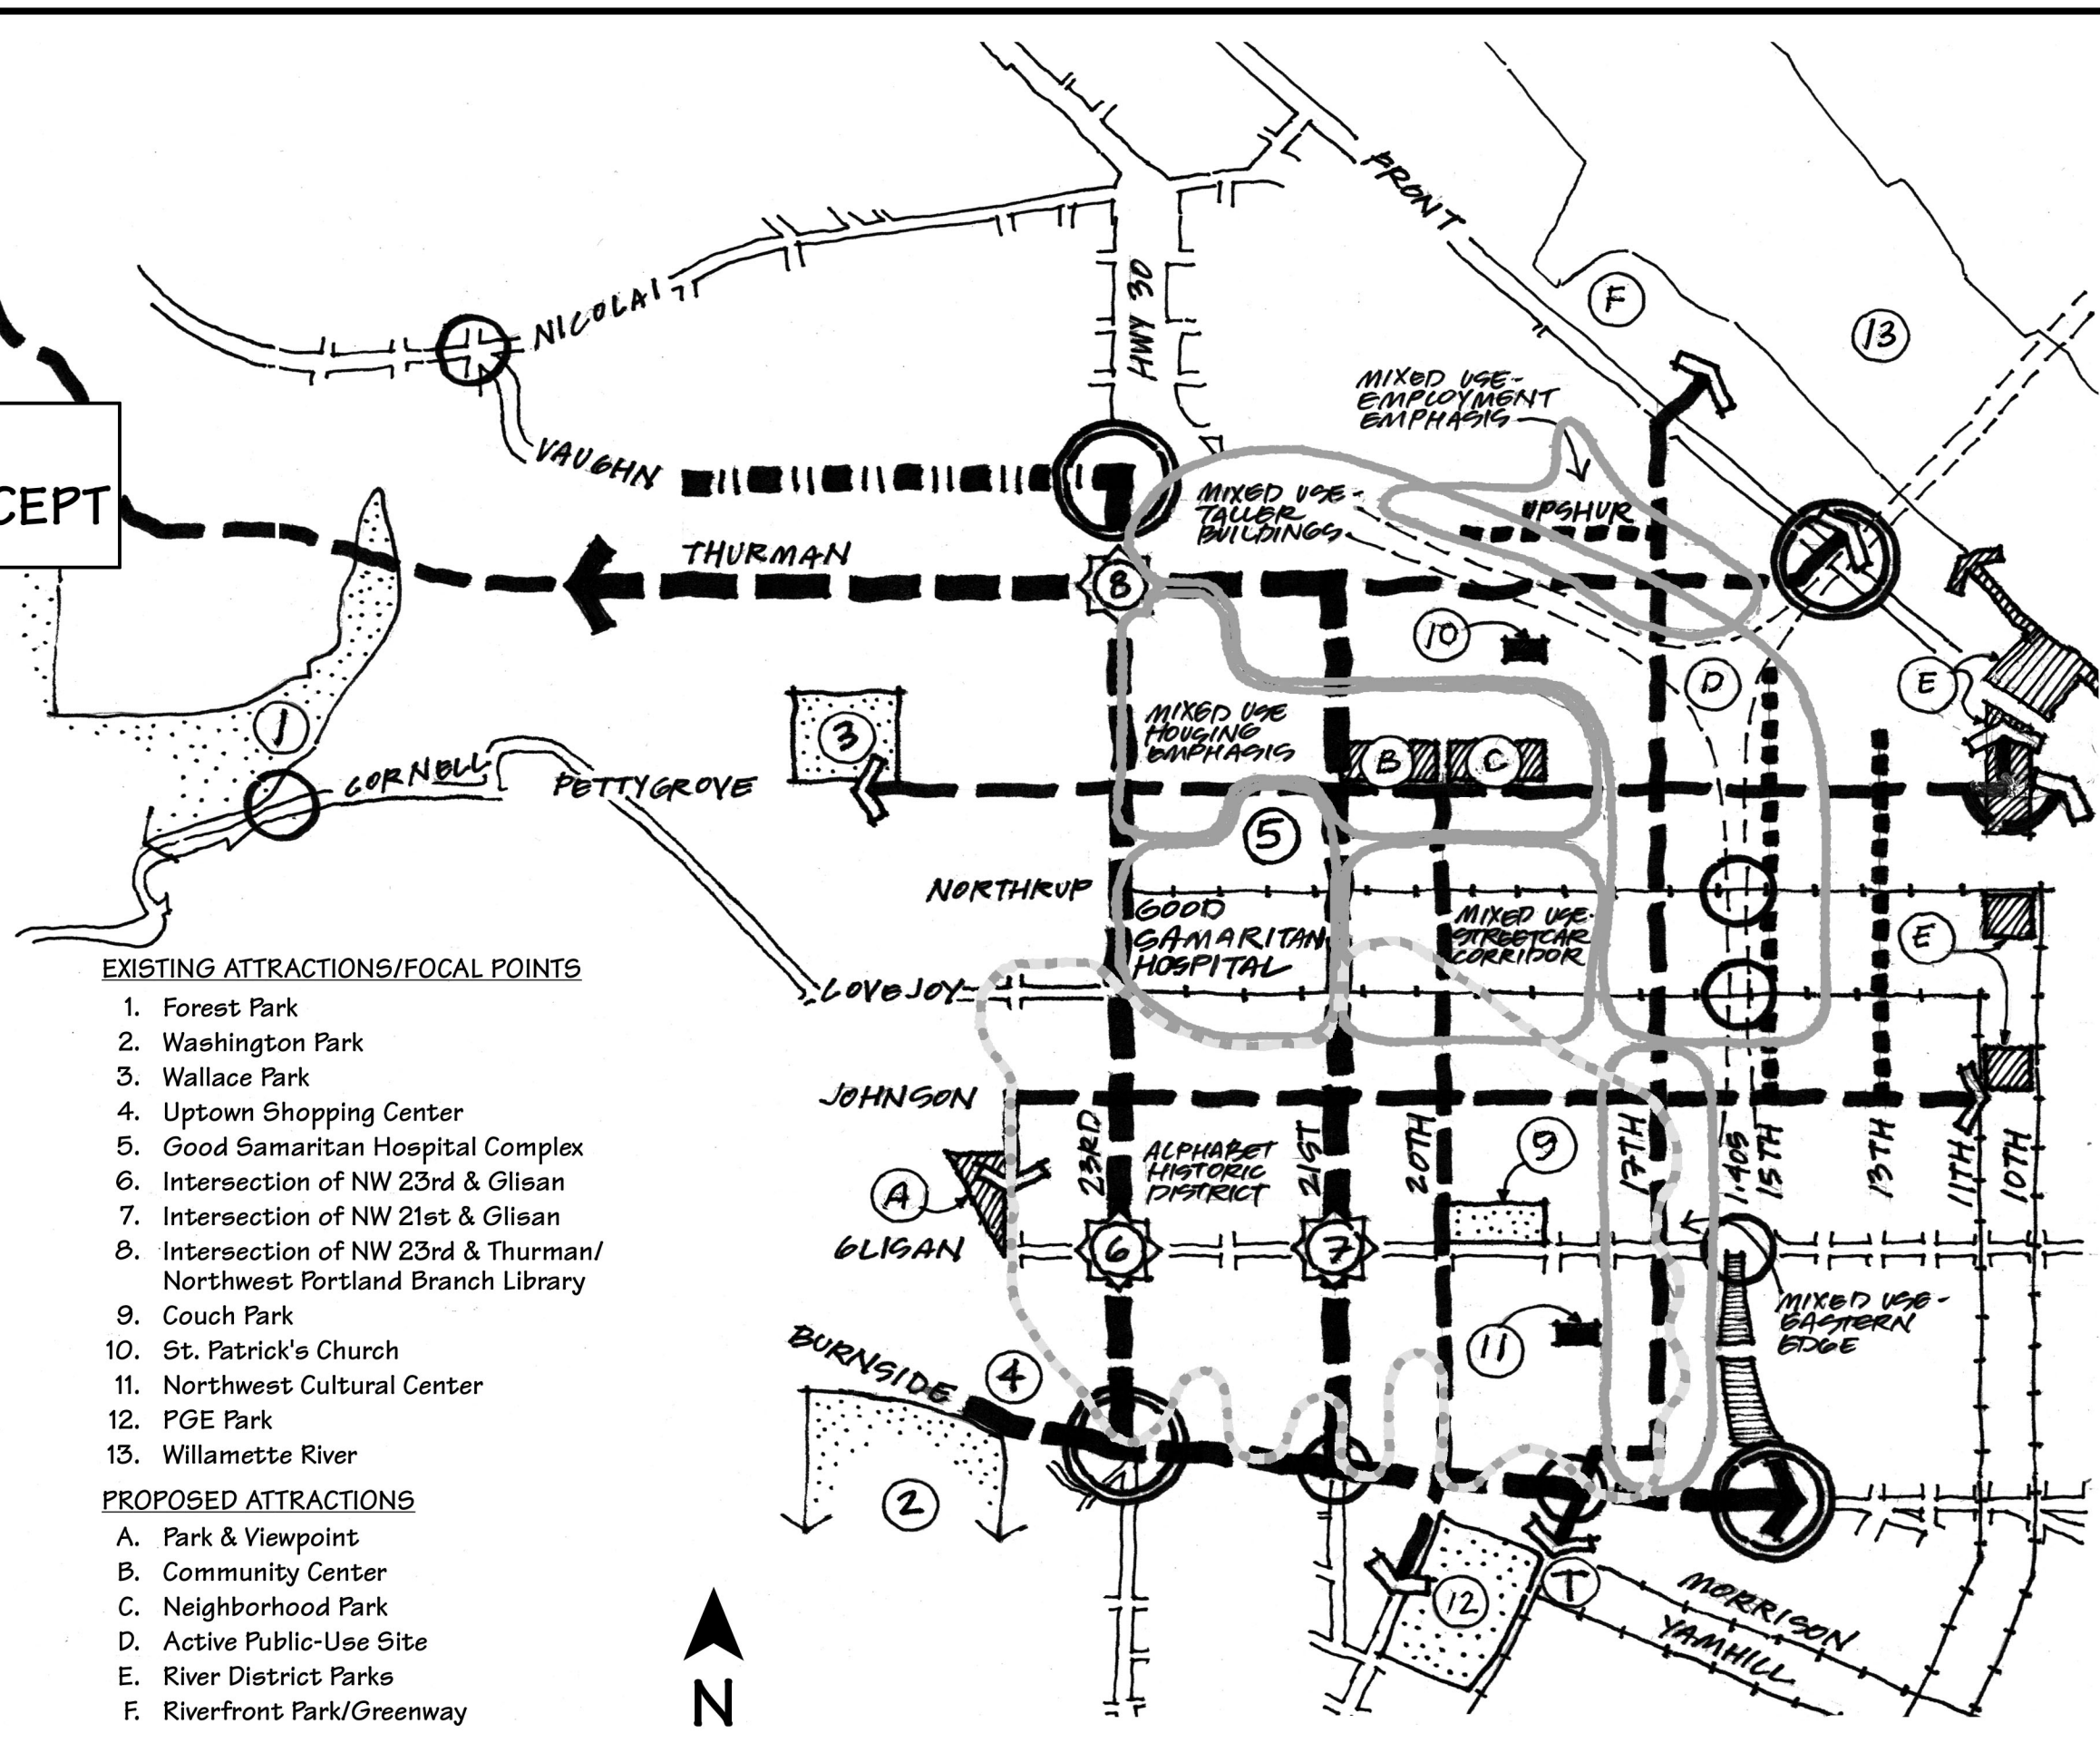 FRONT
F
13
HWY 30
NICOLAI
MIXED USE-
EMPLOYMENT
EMPHASIS
VAUGHN
CEPT
MIXED USE-
TALLER
BUILDINGS
UPSHUR
THURMAN
8
10
D
E
1
3
MIXED USE
HOUSING
EMPHASIS
B
C
CORNELL
PETTYGROVE
5
NORTHRUP
GOOD
SAMARITAN
HOSPITAL
MIXED USE-
STREETCAR
CORRIDOR
E
LOVEJOY
JOHNSON
23RD
ALPHABET
HISTORIC
DISTRICT
21ST
20TH
9
17TH
I-405
15TH
13TH
11TH
10TH
A
GLISAN
6
7
MIXED USE-
EASTERN
EDGE
BURNSIDE
4
11
2
12
T
MORRISON
YAMHILL
EXISTING ATTRACTIONS/FOCAL POINTS
1. Forest Park
2. Washington Park
3. Wallace Park
4. Uptown Shopping Center
5. Good Samaritan Hospital Complex
6. Intersection of NW 23rd & Glisan
7. Intersection of NW 21st & Glisan
8. Intersection of NW 23rd & Thurman/
Northwest Portland Branch Library
9. Couch Park
10. St. Patrick's Church
11. Northwest Cultural Center
12. PGE Park
13. Willamette River
PROPOSED ATTRACTIONS
A. Park & Viewpoint
B. Community Center
C. Neighborhood Park
D. Active Public-Use Site
E. River District Parks
F. Riverfront Park/Greenway
N